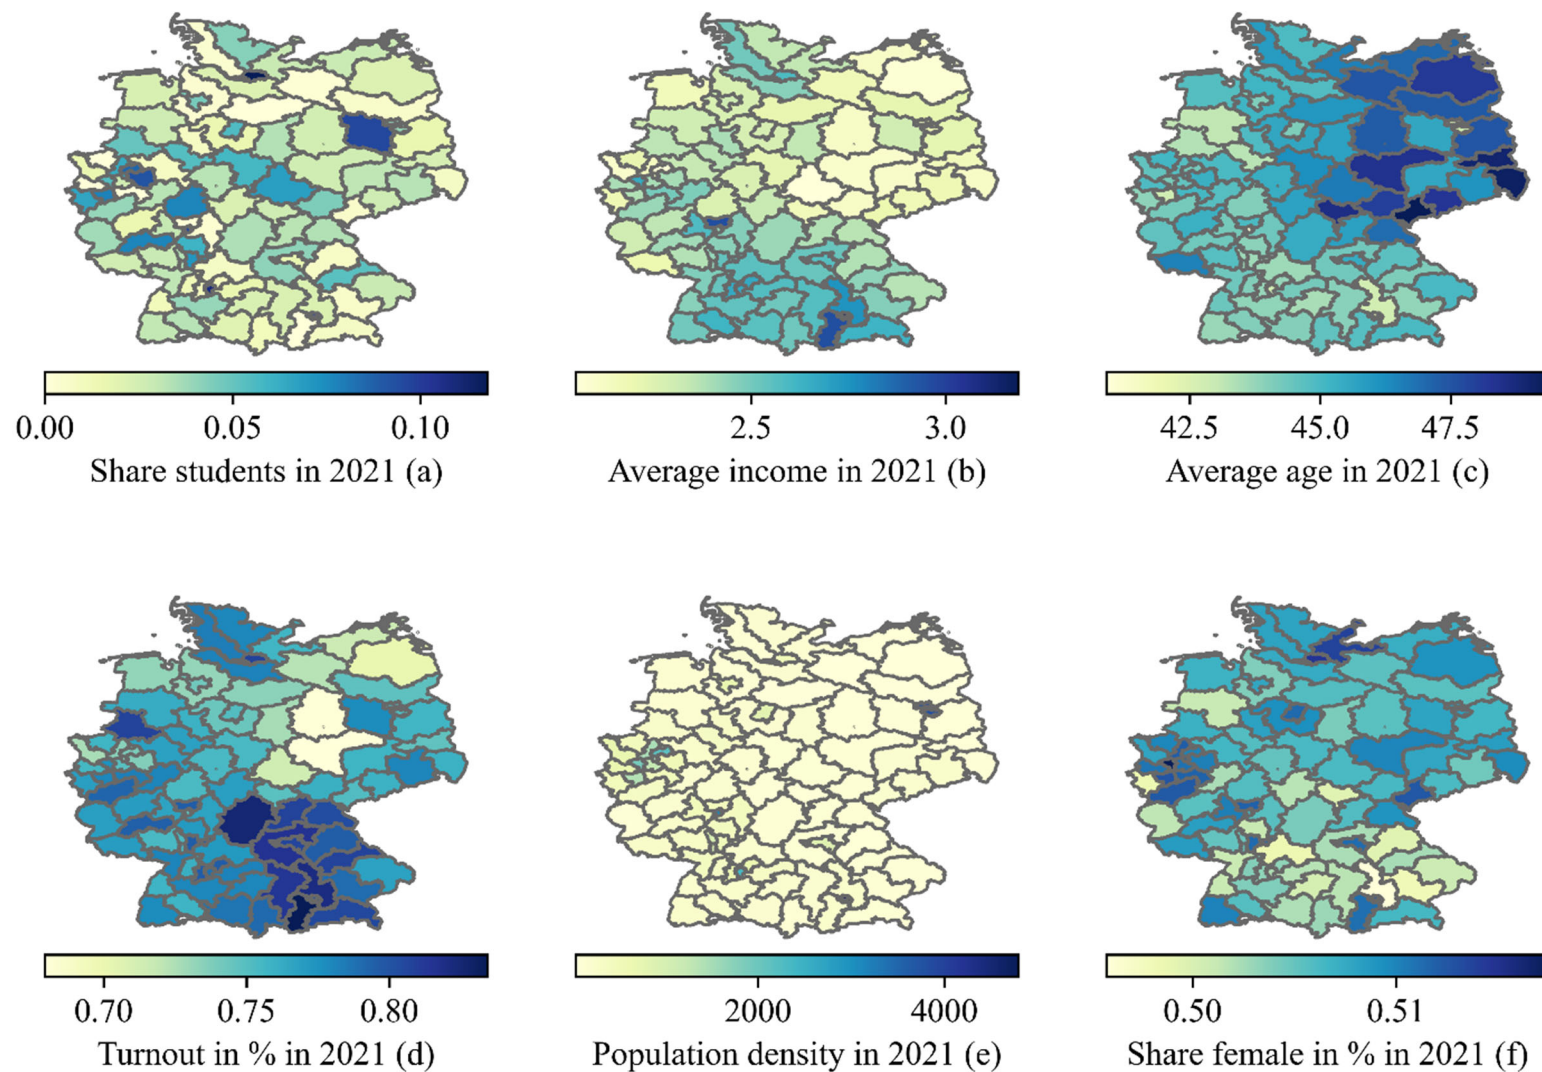 0.00 0.05 0.10
Share students in 2021 (a)
2.5 3.0
Average income in 2021 (b)
42.5 45.0 47.5
Average age in 2021 (c)
0.70 0.75 0.80
Turnout in % in 2021 (d)
2000 4000
Population density in 2021 (e)
0.50 0.51
Share female in % in 2021 (f)